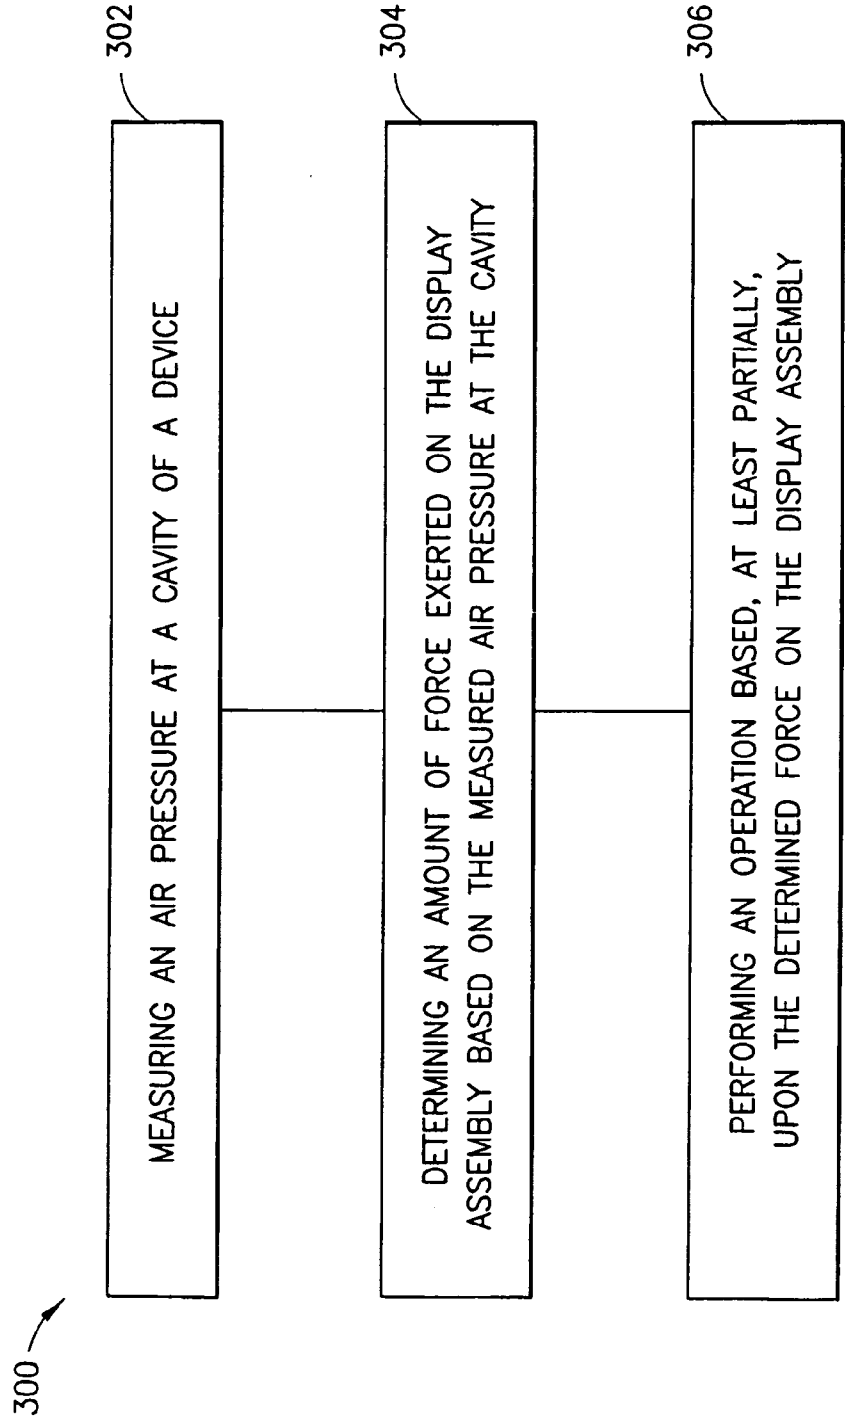 300
302
MEASURING AN AIR PRESSURE AT A CAVITY OF A DEVICE
304
DETERMINING AN AMOUNT OF FORCE EXERTED ON THE DISPLAY
ASSEMBLY BASED ON THE MEASURED AIR PRESSURE AT THE CAVITY
306
PERFORMING AN OPERATION BASED, AT LEAST PARTIALLY,
UPON THE DETERMINED FORCE ON THE DISPLAY ASSEMBLY